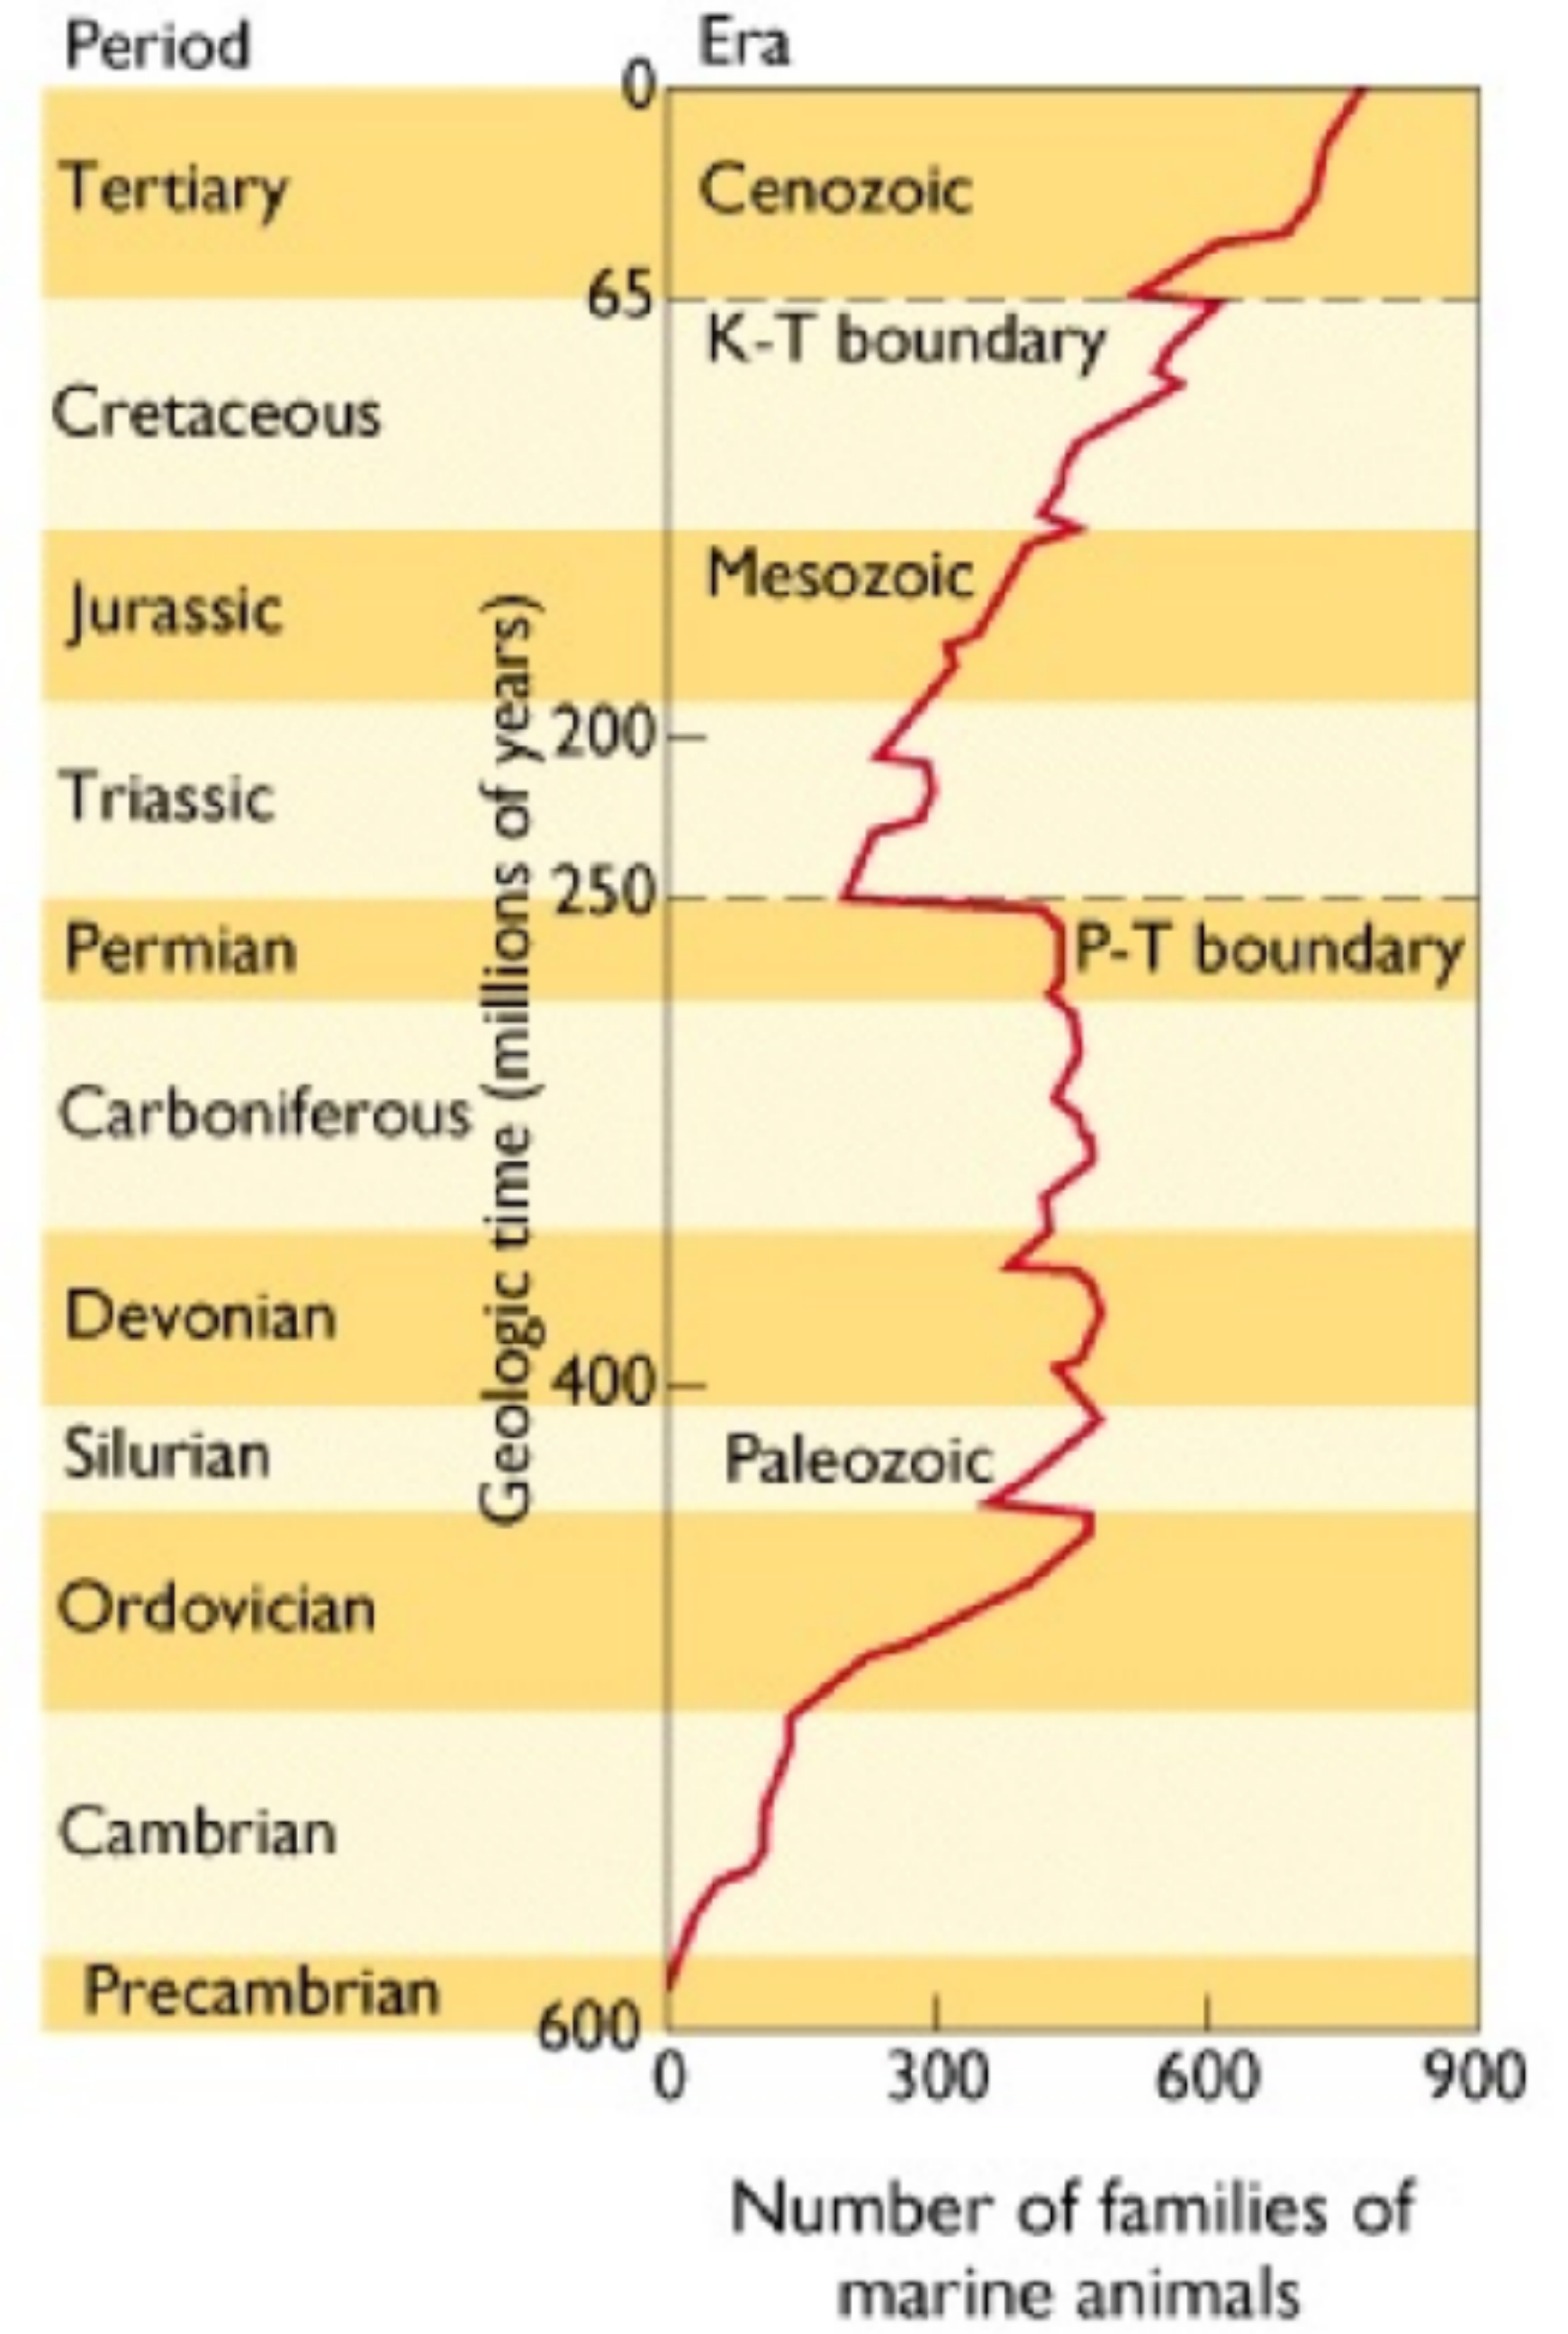 Period
Era
0
Tertiary
Cenozoic
65
K-T boundary
Cretaceous
Mesozoic
Jurassic
Geologic time (millions of years)
200
Triassic
250
Permian
P-T boundary
Carboniferous
Devonian
400
Silurian
Paleozoic
Ordovician
Cambrian
Precambrian
600
0 300 600 900
Number of families of
marine animals